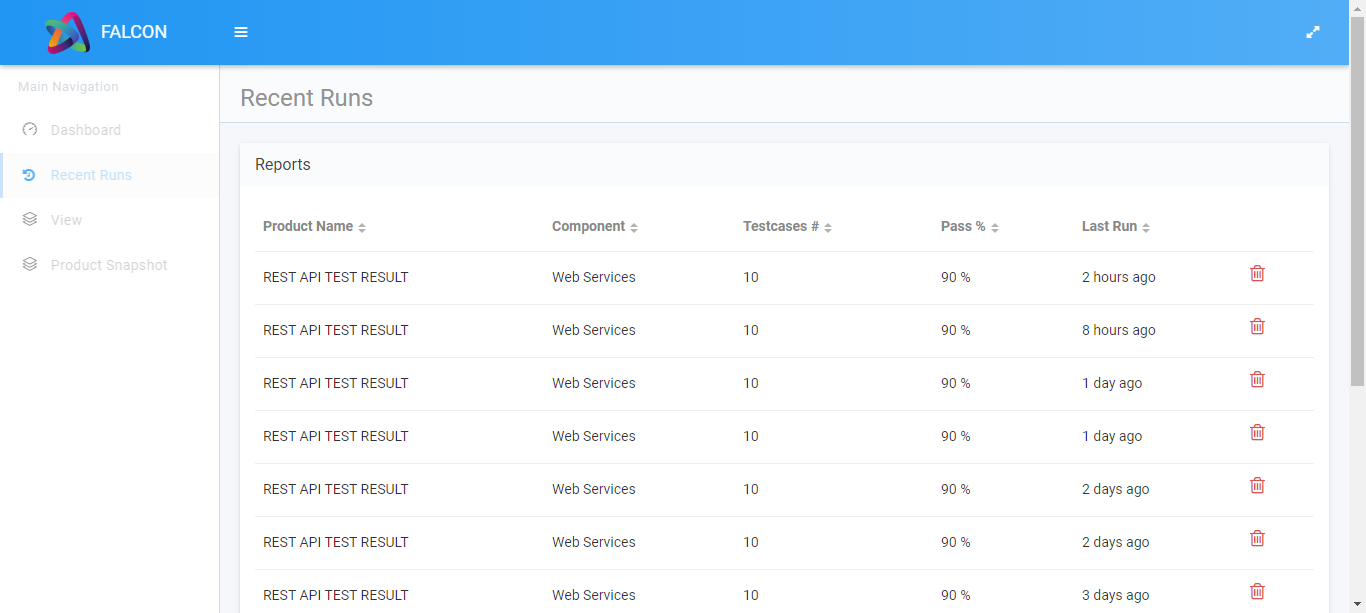 FALCON
Main Navigation
Dashboard
Recent Runs
View
Product Snapshot
Recent Runs
Reports
Product Name Component Testcases # Pass % Last Run
REST API TEST RESULT Web Services 10 90 % 2 hours ago
REST API TEST RESULT Web Services 10 90 % 8 hours ago
REST API TEST RESULT Web Services 10 90 % 1 day ago
REST API TEST RESULT Web Services 10 90 % 1 day ago
REST API TEST RESULT Web Services 10 90 % 2 days ago
REST API TEST RESULT Web Services 10 90 % 2 days ago
REST API TEST RESULT Web Services 10 90 % 3 days ago